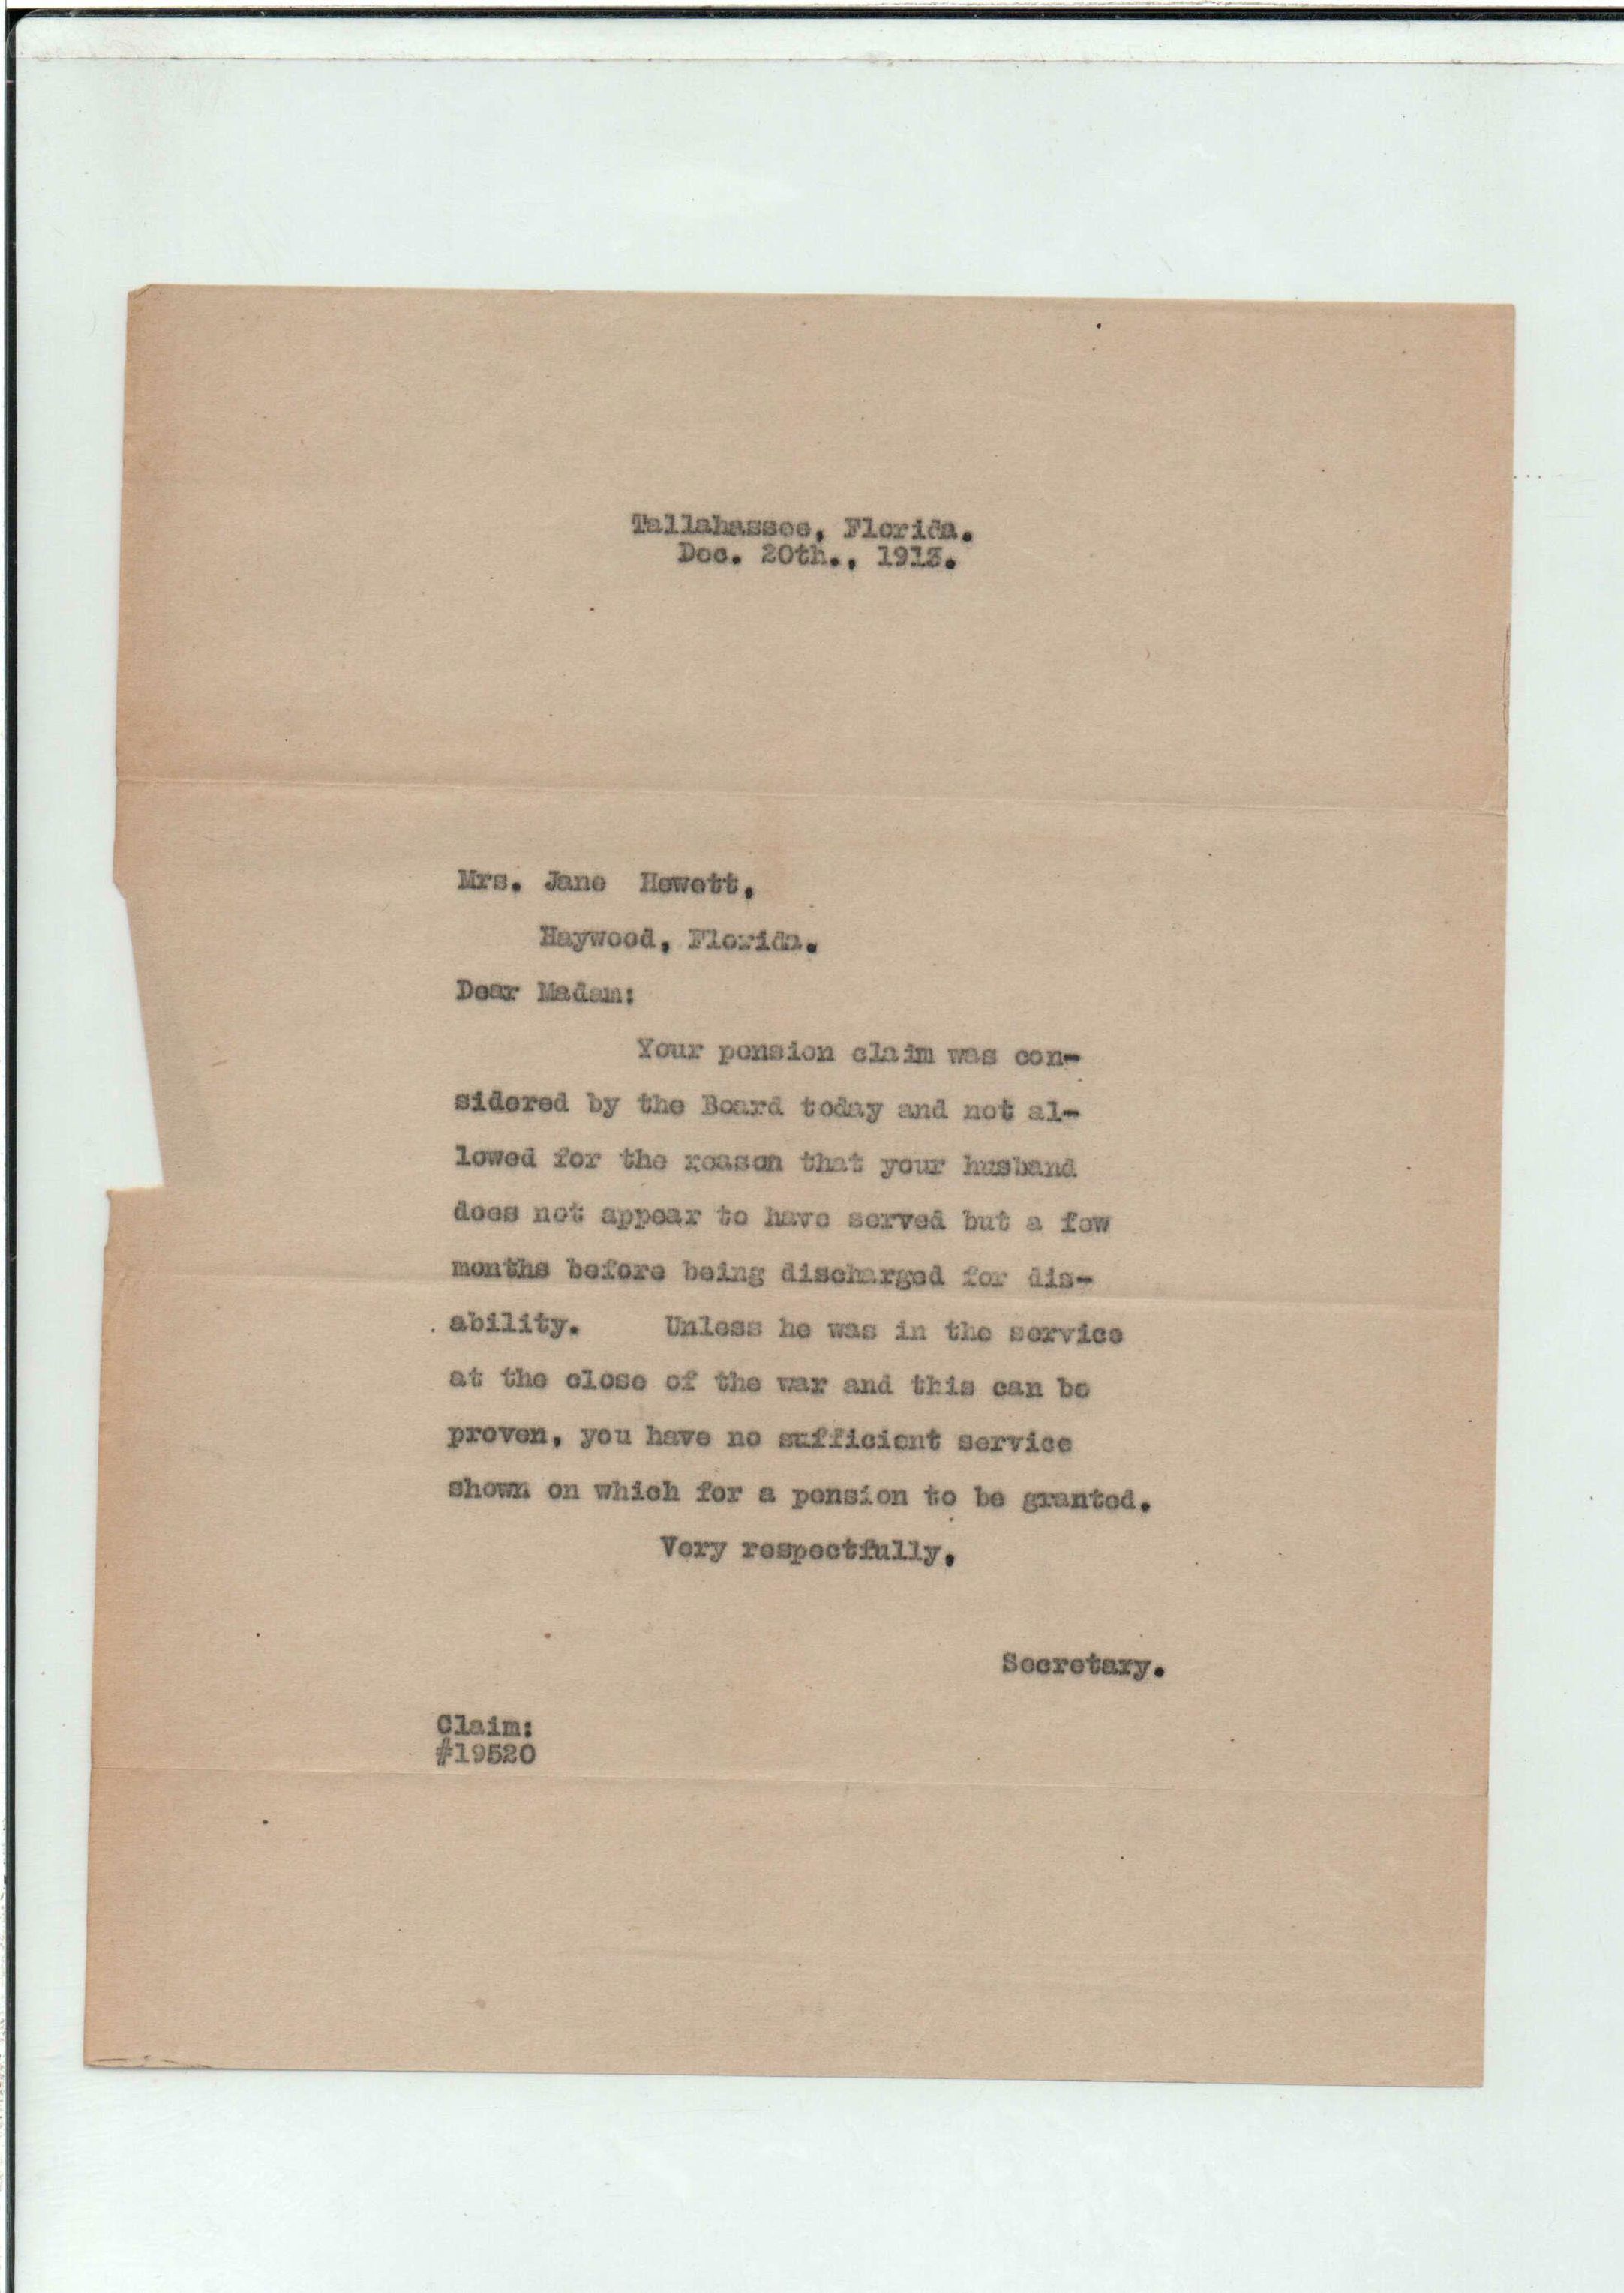 Tallahassee, Florida.
Dec. 20th., 1913.
Mrs. Jane Hewett,
Haywood, Florida.
Dear Madam:
Your pension claim was con-
sidered by the Board today and not al-
lowed for the reason that your husband
does not appear to have served but a few
months before being discharged for dis-
ability. Unless he was in the service
at the close of the war and this can be
proven, you have no sufficient service
shown on which for a pension to be granted.
Very respectfully,
Secretary.
Claim:
#19520